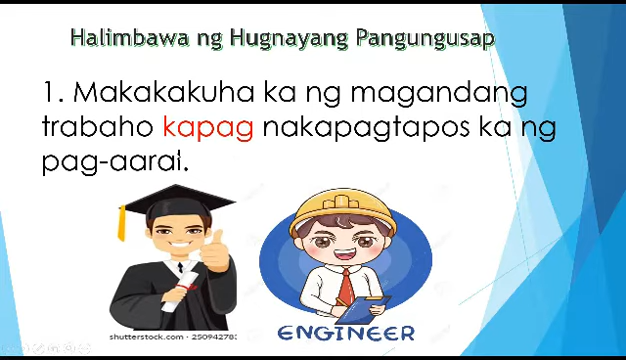 Halimbawa ng Hugnayang Pangungusap
1. Makakakuha ka ng magandang
trabaho kapag nakapagtapos ka ng
pag-aaral.
shutterstock.com · 250942783
ENGINEER